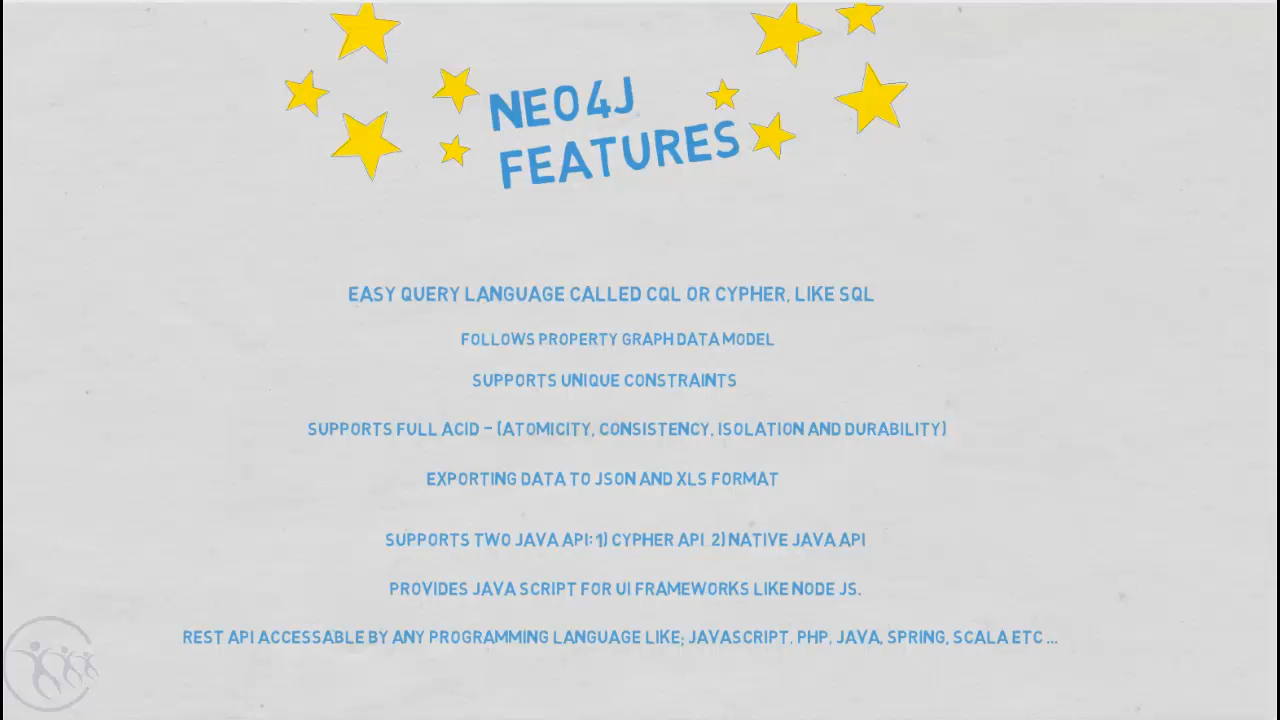 NEO4J
FEATURES
EASY QUERY LANGUAGE CALLED CQL OR CYPHER, LIKE SQL
FOLLOWS PROPERTY GRAPH DATA MODEL
SUPPORTS UNIQUE CONSTRAINTS
SUPPORTS FULL ACID - (ATOMICITY, CONSISTENCY, ISOLATION AND DURABILITY)
EXPORTING DATA TO JSON AND XLS FORMAT
SUPPORTS TWO JAVA API: 1) CYPHER API 2) NATIVE JAVA API
PROVIDES JAVA SCRIPT FOR UI FRAMEWORKS LIKE NODE JS.
REST API ACCESSABLE BY ANY PROGRAMMING LANGUAGE LIKE; JAVASCRIPT. PHP, JAVA, SPRING, SCALA ETC ...